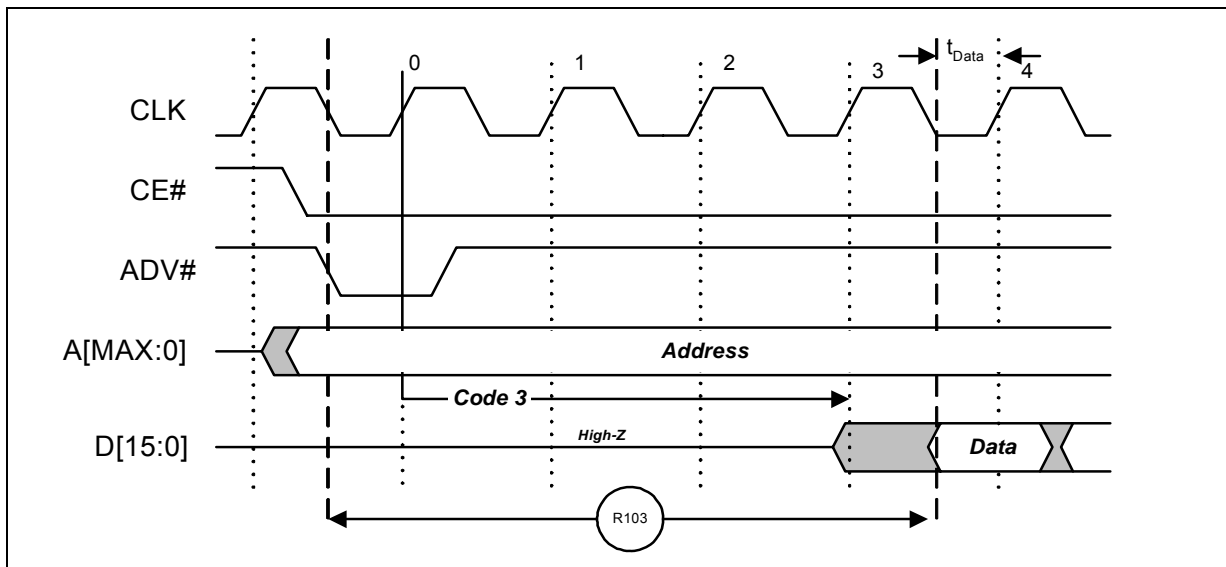 0 1 2 3 tData 4
CLK
CE#
ADV#
A[MAX:0] Address
Code 3
D[15:0] High-Z Data
R103